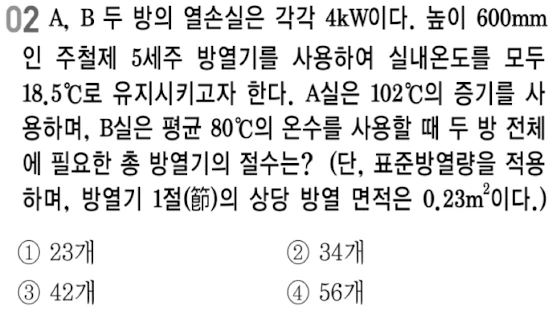 02 A, B 두 방의 열손실은 각각 4kW이다. 높이 600mm
인 주철제 5세주 방열기를 사용하여 실내온도를 모두
18.5℃로 유지시키고자 한다. A실은 102℃의 증기를 사
용하며, B실은 평균 80℃의 온수를 사용할 때 두 방 전체
에 필요한 총 방열기의 절수는? (단, 표준방열량을 적용
하며, 방열기 1절(節)의 상당 방열 면적은 0.23m²이다.)
① 23개 ② 34개
③ 42개 ④ 56개